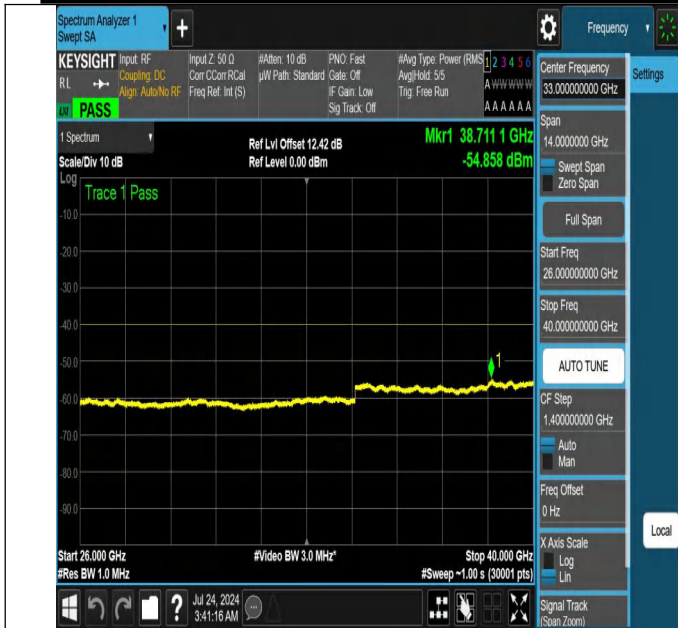 Spectrum Analyzer 1
Swept SA
+
Frequency
KEYSIGHT
RL
LXI
PASS
Input: RF
Coupling: DC
Align: Auto/No RF
Input Z: 50 Ω
Corr CCorr RCal
Freq Ref: Int (S)
#Atten: 10 dB
µW Path: Standard
PNO: Fast
Gate: Off
IF Gain: Low
Sig Track: Off
#Avg Type: Power (RMS
Avg|Hold: 5/5
Trig: Free Run
1 2 3 4 5 6
A W W W W W
A A A A A A
1 Spectrum
Scale/Div 10 dB
Log
Ref Lvl Offset 12.42 dB
Ref Level 0.00 dBm
Mkr1 38.711 1 GHz
-54.858 dBm
Trace 1 Pass
-10.0
-20.0
-30.0
-40.0
-50.0
-60.0
-70.0
-80.0
-90.0
1
Start 26.000 GHz
#Res BW 1.0 MHz
#Video BW 3.0 MHz*
Stop 40.000 GHz
#Sweep ~1.00 s (30001 pts)
Center Frequency
33.000000000 GHz
Span
14.0000000 GHz
Swept Span
Zero Span
Full Span
Start Freq
26.000000000 GHz
Stop Freq
40.000000000 GHz
AUTO TUNE
CF Step
1.400000000 GHz
Auto
Man
Freq Offset
0 Hz
X Axis Scale
Log
Lin
Signal Track
(Span Zoom)
Settings
Local
?
Jul 24, 2024
3:41:16 AM